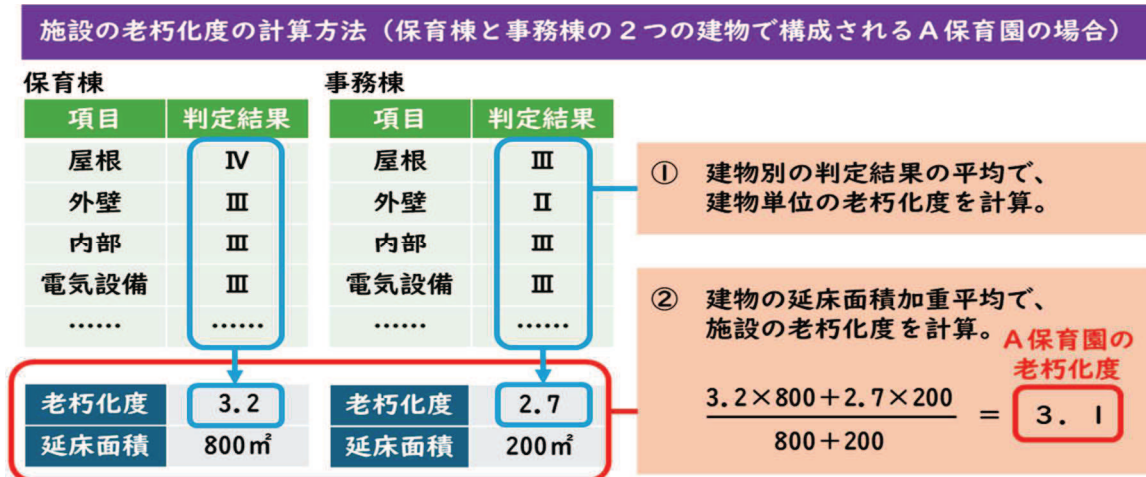 施設の老朽化度の計算方法（保育棟と事務棟の２つの建物で構成されるＡ保育園の場合）
保育棟
項目 判定結果
屋根 Ⅳ
外壁 Ⅲ
内部 Ⅲ
電気設備 Ⅲ
…… ……
老朽化度 3.2
延床面積 800㎡
事務棟
項目 判定結果
屋根 Ⅲ
外壁 Ⅱ
内部 Ⅲ
電気設備 Ⅲ
…… ……
老朽化度 2.7
延床面積 200㎡
① 建物別の判定結果の平均で、
建物単位の老朽化度を計算。
② 建物の延床面積加重平均で、
施設の老朽化度を計算。
Ａ保育園の
老朽化度
3.2×800＋2.7×200
800＋200
＝ 3.1